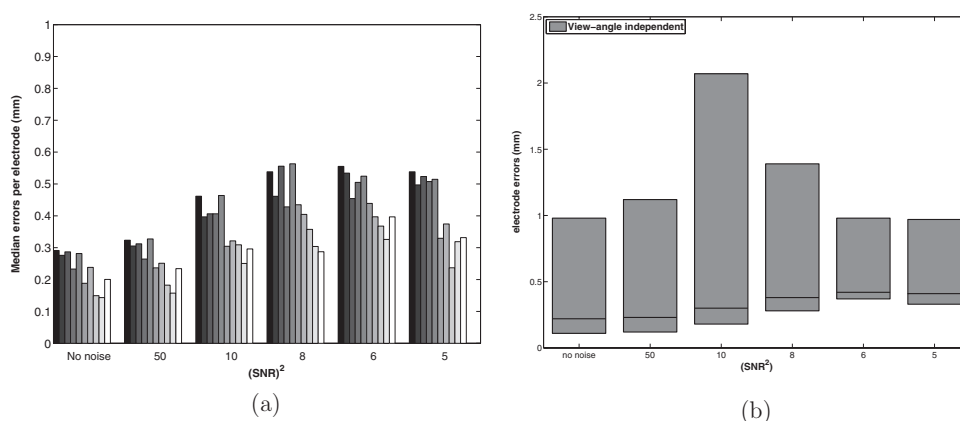 1
0.9
0.8
0.7
0.6
0.5
0.4
0.3
0.2
0.1
0
Median errors per electrode (mm)
No noise 50 10 8 6 5
(SNR)²
(a)
View−angle independent
2.5
2
1.5
1
0.5
0
electrode errors (mm)
no noise 50 10 8 6 5
(SNR²)
(b)